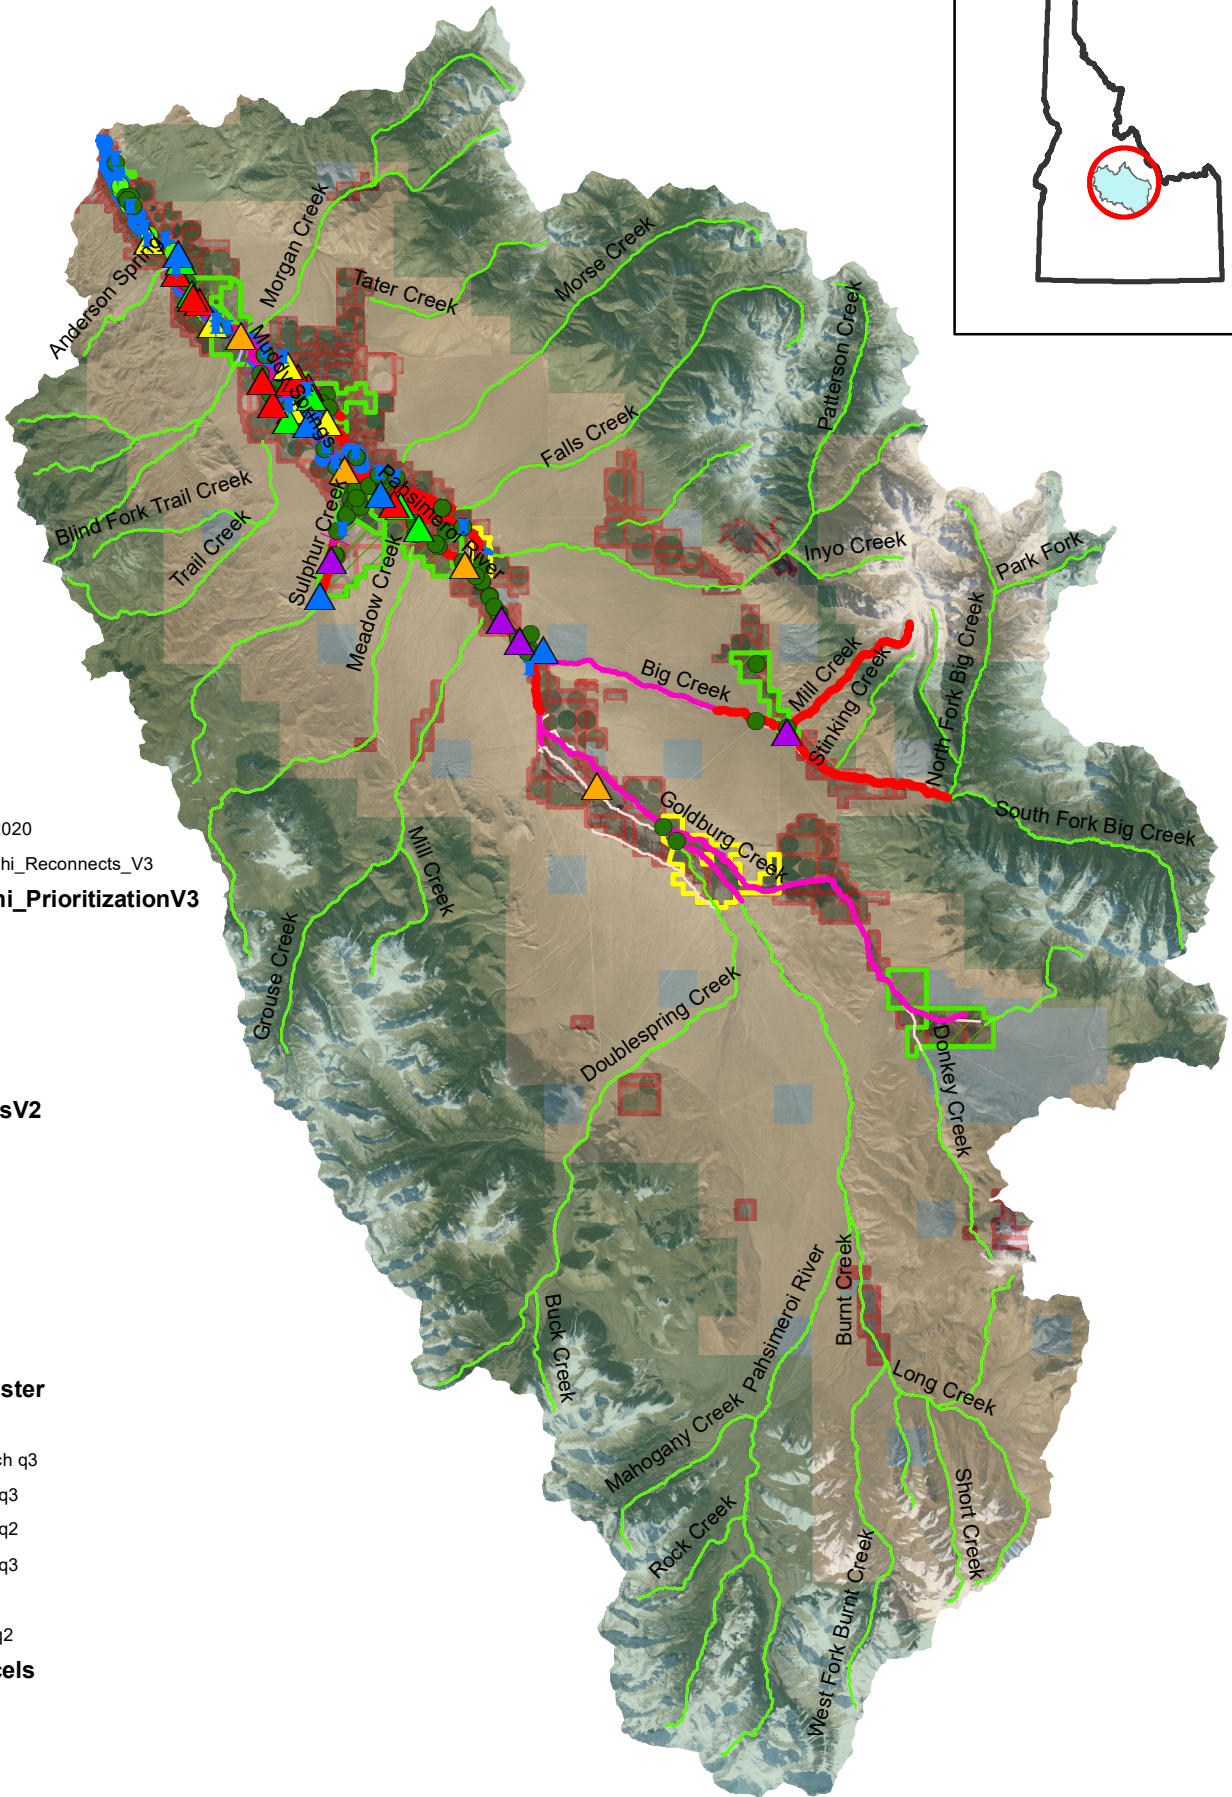 Morgan Creek
Tater Creek
Morse Creek
Anderson Spring
Patterson Creek
Muddy Springs
Falls Creek
Blind Fork Trail Creek
Trail Creek
Sulphur Creek
Pahsimeroi River
Meadow Creek
Inyo Creek
Park Fork
Big Creek
Mill Creek
Stinking Creek
North Fork Big Creek
South Fork Big Creek
Goldburg Creek
2020
hi_Reconnects_V3
ni_PrioritizationV3
Mill Creek
Grouse Creek
Doublespring Creek
Donkey Creek
sV2
Pahsimeroi River
Burnt Creek
Buck Creek
Long Creek
ster
Mahogany Creek
Rock Creek
Short Creek
West Fork Burnt Creek
ch q3
q3
q2
q3
q2
cels